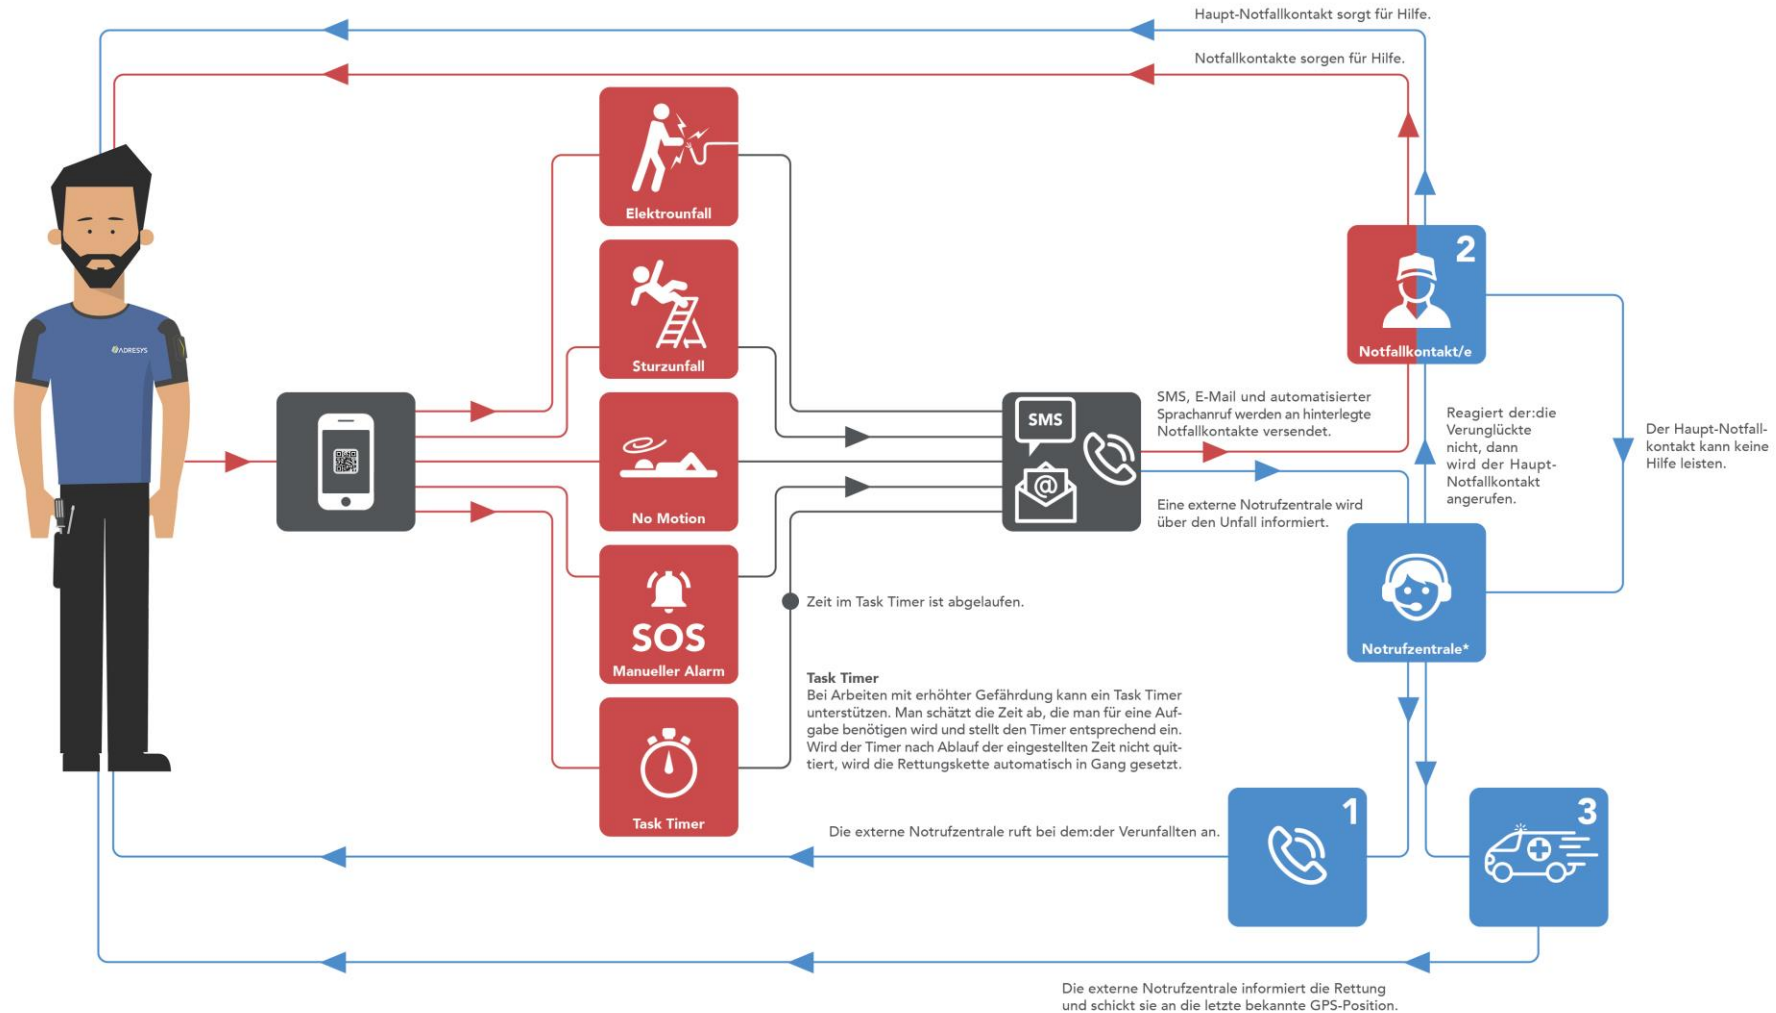 Haupt-Notfallkontakt sorgt für Hilfe.
Notfallkontakte sorgen für Hilfe.
Elektrounfall
2
Notfallkontakt/e
Sturzunfall
ADRESYS
SMS
@
SMS, E-Mail und automatisierter
Sprachanruf werden an hinterlegte
Notfallkontakte versendet.
Reagiert der:die
Verunglückte
nicht, dann
wird der Haupt-
Notfallkontakt
angerufen.
Der Haupt-Notfall-
kontakt kann keine
Hilfe leisten.
No Motion
Eine externe Notrufzentrale wird
über den Unfall informiert.
SOS
Manueller Alarm
Zeit im Task Timer ist abgelaufen.
Notrufzentrale*
Task Timer
Bei Arbeiten mit erhöhter Gefährdung kann ein Task Timer
unterstützen. Man schätzt die Zeit ab, die man für eine Auf-
gabe benötigen wird und stellt den Timer entsprechend ein.
Wird der Timer nach Ablauf der eingestellten Zeit nicht quit-
tiert, wird die Rettungskette automatisch in Gang gesetzt.
Task Timer
Die externe Notrufzentrale ruft bei dem:der Verunfallten an.
1
3
Die externe Notrufzentrale informiert die Rettung
und schickt sie an die letzte bekannte GPS-Position.